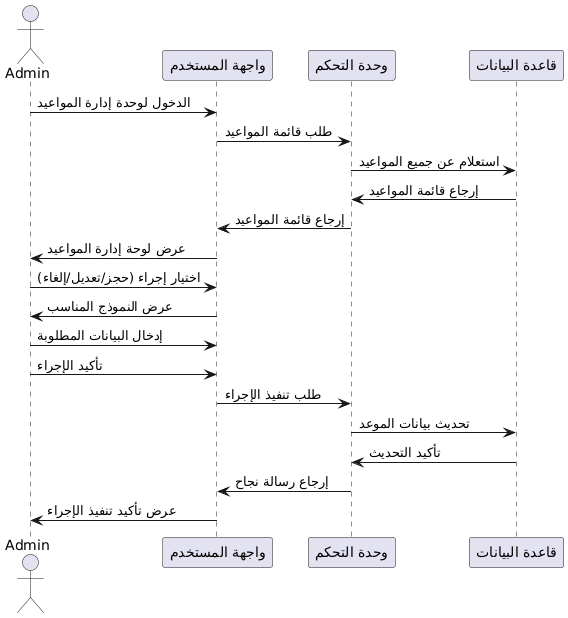 Admin
واجهة المستخدم
وحدة التحكم
قاعدة البيانات
الدخول لوحدة إدارة المواعيد
طلب قائمة المواعيد
استعلام عن جميع المواعيد
إرجاع قائمة المواعيد
إرجاع قائمة المواعيد
عرض لوحة إدارة المواعيد
اختيار إجراء (حجز/تعديل/إلغاء)
عرض النموذج المناسب
إدخال البيانات المطلوبة
تأكيد الإجراء
طلب تنفيذ الإجراء
تحديث بيانات الموعد
تأكيد التحديث
إرجاع رسالة نجاح
عرض تأكيد تنفيذ الإجراء
Admin
واجهة المستخدم
وحدة التحكم
قاعدة البيانات